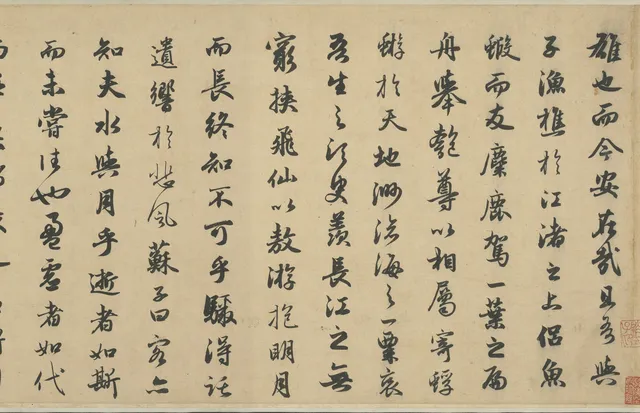 雄也而今安在哉且吾與
子漁樵於江渚之上侶魚
鰕而友麋鹿駕一葉之扁
舟舉匏尊以相屬寄蜉
蝣於天地渺滄海之一粟哀
吾生之須臾羨長江之無
窮挾飛仙以敖游抱明月
而長終知不可乎驟得託
遺響於悲風蘇子曰客亦
知夫水與月乎逝者如斯
而未嘗往也盈虛者如代